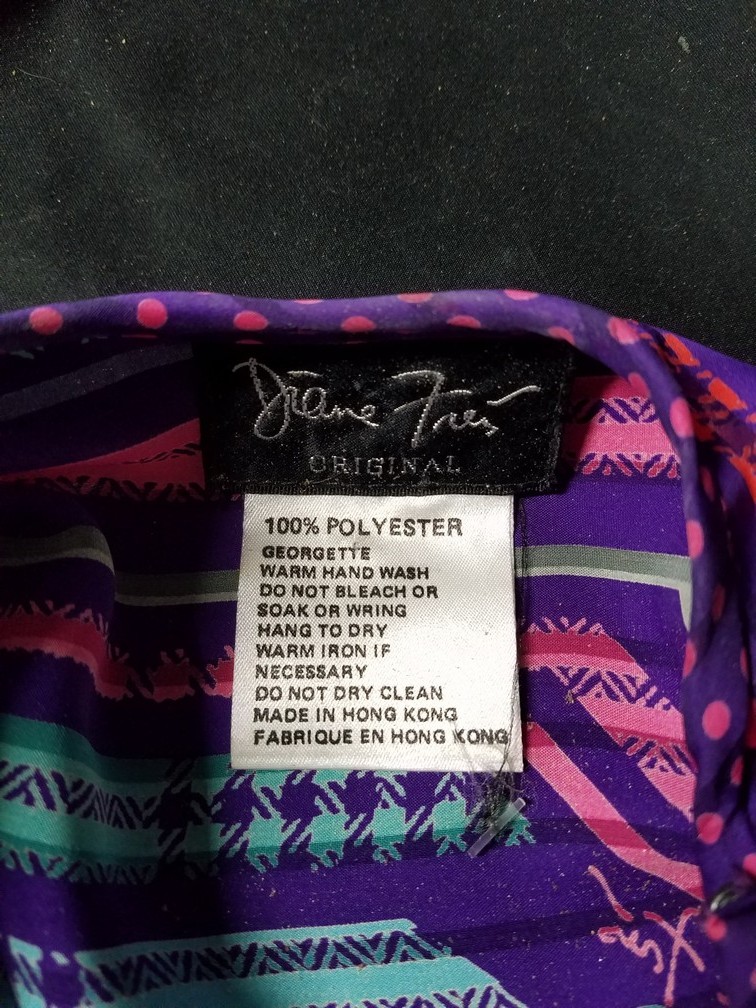 Diane Freis
ORIGINAL
100% POLYESTER
GEORGETTE
WARM HAND WASH
DO NOT BLEACH OR
SOAK OR WRING
HANG TO DRY
WARM IRON IF
NECESSARY
DO NOT DRY CLEAN
MADE IN HONG KONG
FABRIQUE EN HONG KONG